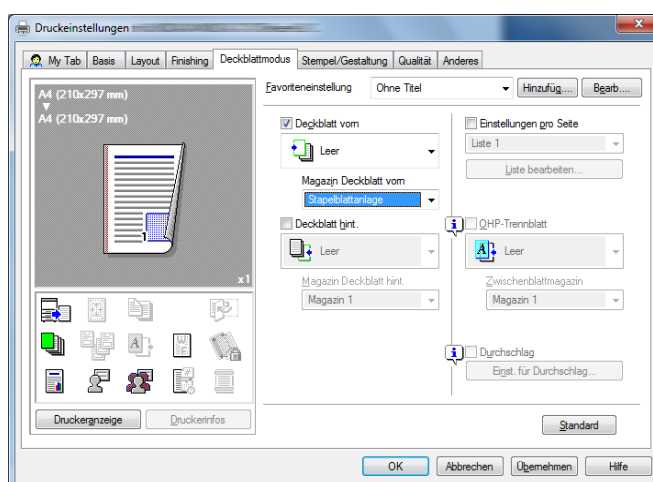 Druckeinstellungen
My Tab Basis Layout Finishing Deckblattmodus Stempel/Gestaltung Qualität Anderes
A4 (210x297 mm)
A4 (210x297 mm)
1
x1
Druckeranzeige Druckerinfos
Favoriteneinstellung Ohne Titel Hinzufüg.... Bearb....
Deckblatt vorn
Leer
Magazin Deckblatt vorn
Stapelblattanlage
Deckblatt hint.
Leer
Magazin Deckblatt hint.
Magazin 1
Einstellungen pro Seite
Liste 1
Liste bearbeiten...
OHP-Trennblatt
Leer
Zwischenblattmagazin
Magazin 1
Durchschlag
Einst. für Durchschlag...
Standard
OK Abbrechen Übernehmen Hilfe